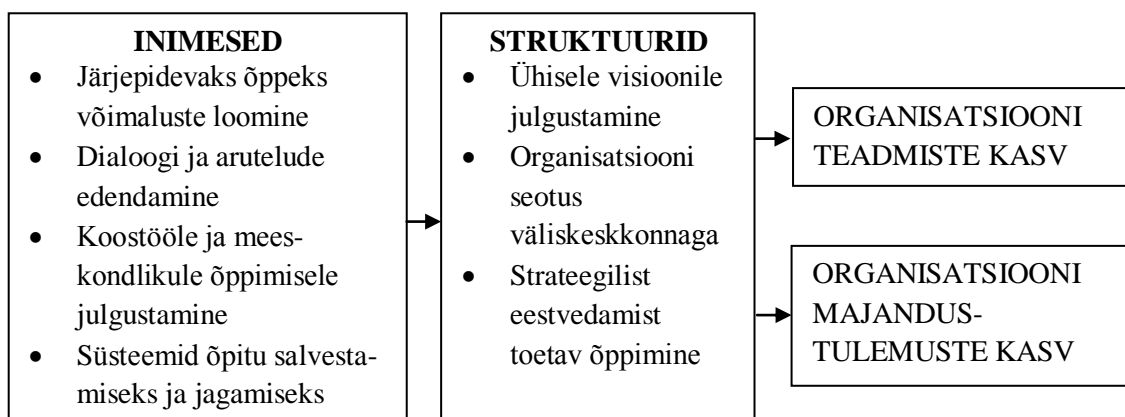 INIMESED
• Järjepidevaks õppeks
võimaluste loomine
• Dialoogi ja arutelude
edendamine
• Koostööle ja mees-
kondlikule õppimisele
julgustamine
• Süsteemid õpitu salvesta-
miseks ja jagamiseks
STRUKTUURID
• Ühisele visioonile
julgustamine
• Organisatsiooni
seotus
väliskeskkonnaga
• Strateegilist
eestvedamist
toetav õppimine
ORGANISATSIOONI
TEADMISTE KASV
ORGANISATSIOONI
MAJANDUS-
TULEMUSTE KASV